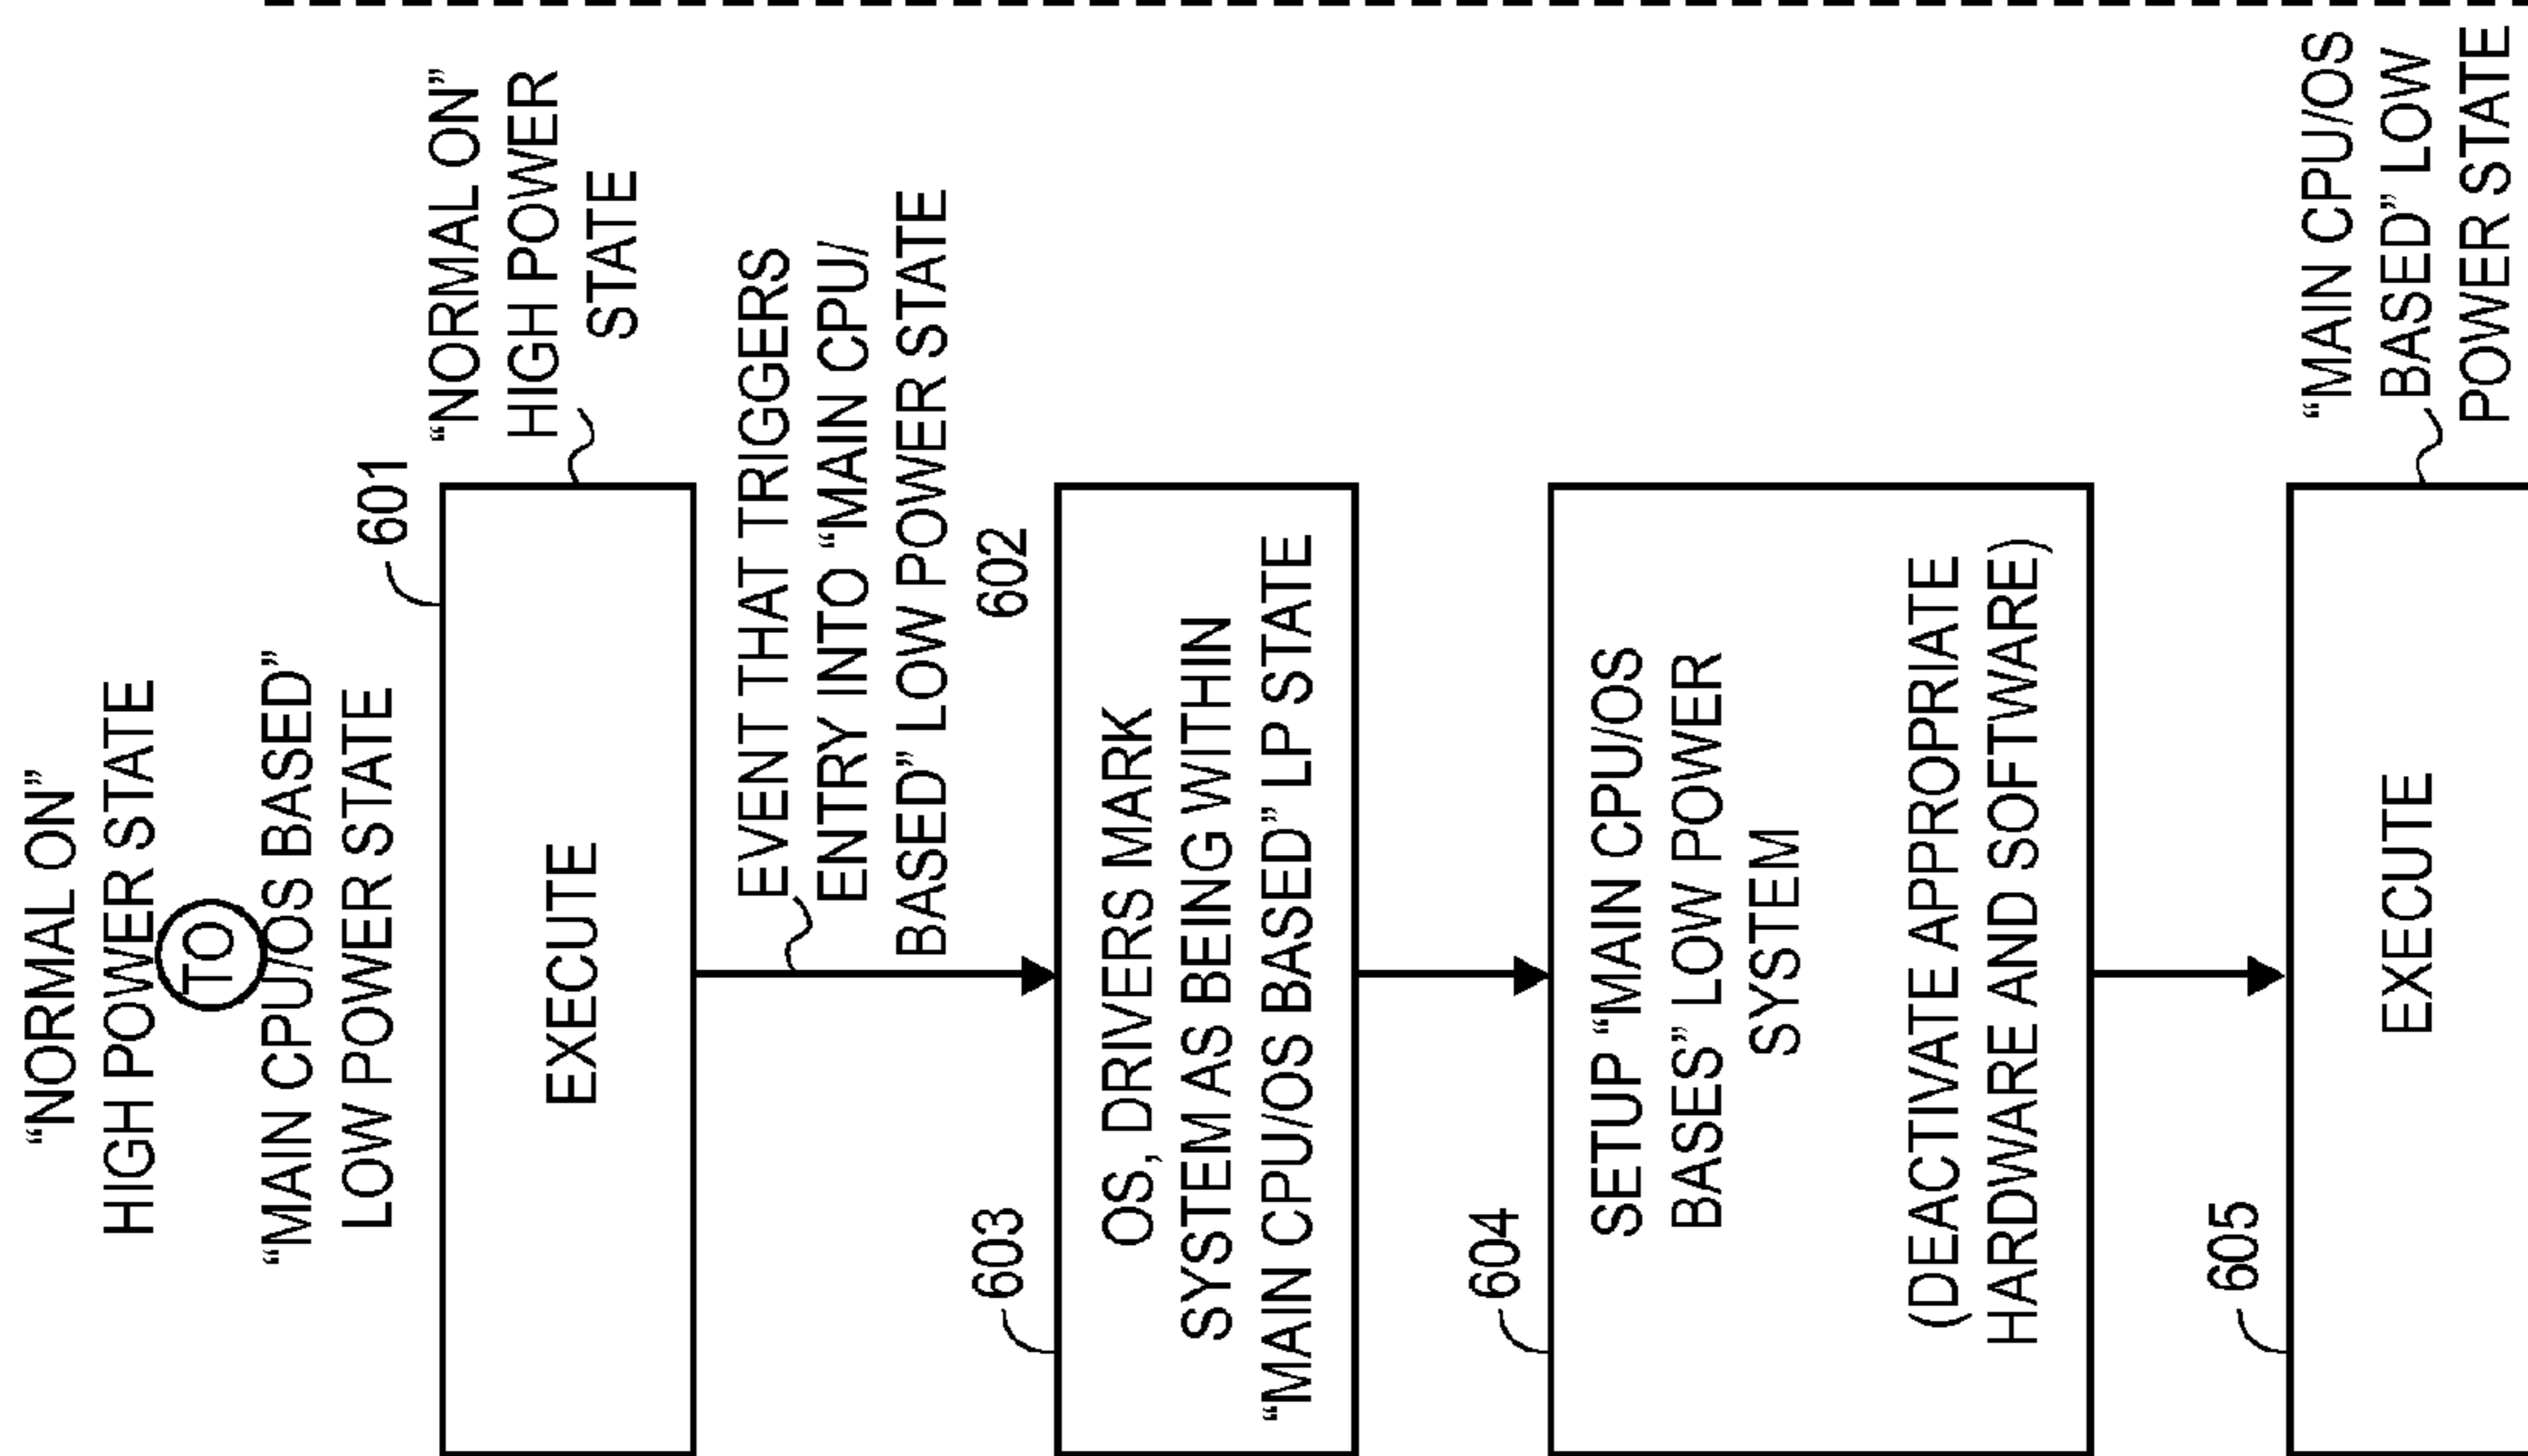 “NORMAL ON”
HIGH POWER STATE
TO
“MAIN CPU/OS BASED”
LOW POWER STATE
601
“NORMAL ON”
HIGH POWER
STATE
EXECUTE
EVENT THAT TRIGGERS
ENTRY INTO “MAIN CPU/
BASED” LOW POWER STATE
602
603
OS, DRIVERS MARK
SYSTEM AS BEING WITHIN
“MAIN CPU/OS BASED” LP STATE
604
SETUP “MAIN CPU/OS
BASES” LOW POWER
SYSTEM
(DEACTIVATE APPROPRIATE
HARDWARE AND SOFTWARE)
605
“MAIN CPU/OS
BASED” LOW
POWER STATE
EXECUTE